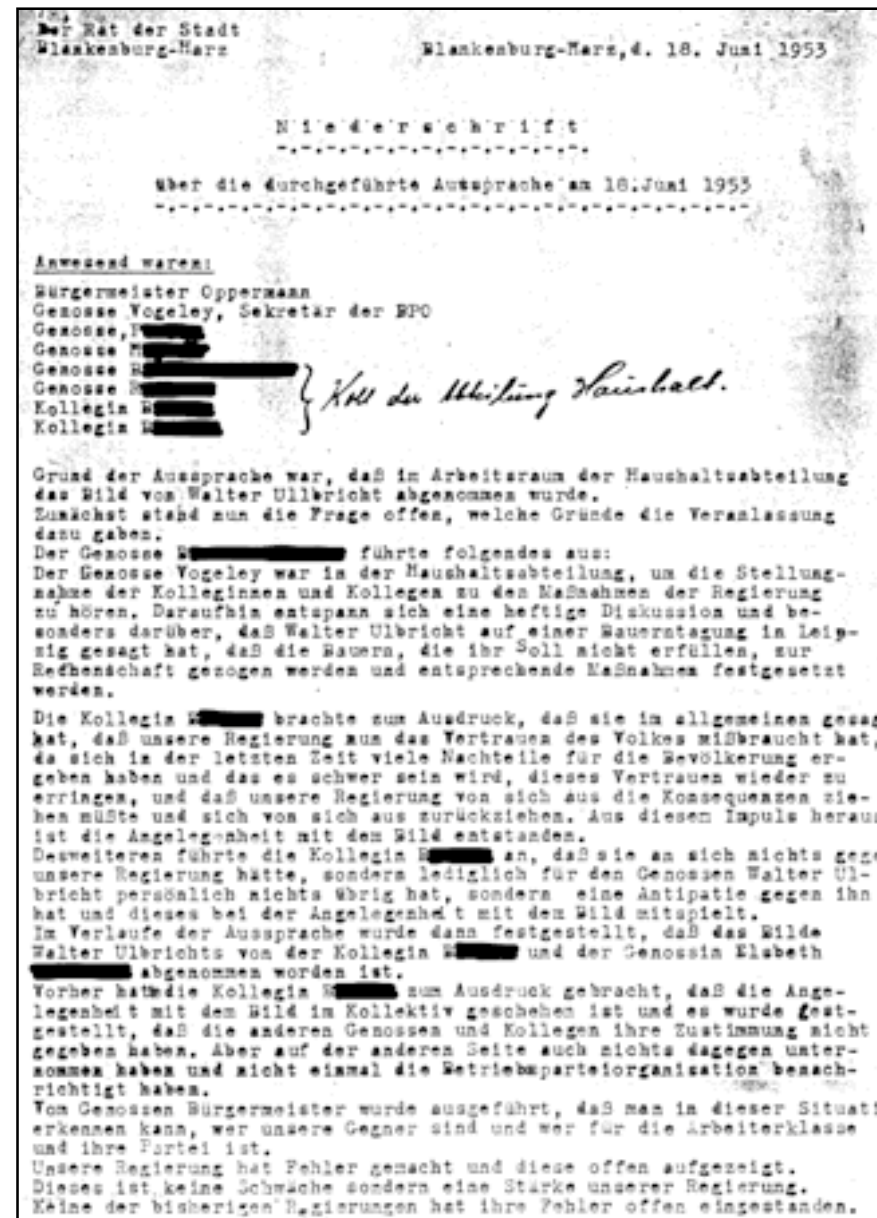 Der Rat der Stadt
Blankenburg-Harz Blankenburg-Harz,d. 18. Juni 1953
N i e d e r s c h r i f t
-.-.-.-.-.-.-.-.-.-.-.-.-
über die durchgeführte Aussprache am 18.Juni 1953
-.-.-.-.-.-.-.-.-.-.-.-.-.-.-.-.-.-.-.-.-.-.-.-.-
Anwesend waren:
Bürgermeister Oppermann
Genosse Vogeley, Sekretär der BPO
Genosse
Genosse M
Genosse B
Genosse
Kollegin
Kollegin
} Koll der Abteilung Haushalt.
Grund der Aussprache war, daß im Arbeitsraum der Haushaltsabteilung
das Bild von Walter Ullbricht abgenommen wurde.
Zunächst stand nun die Frage offen, welche Gründe die Veranlassung
dazu gaben.
Der Genosse führte folgendes aus:
Der Genosse Vogeley war in der Haushaltsabteilung, um die Stellung-
nahme der Kolleginnen und Kollegen zu den Maßnahmen der Regierung
zu hören. Daraufhin entspann sich eine heftige Diskussion und be-
sonders darüber, daß Walter Ulbricht auf einer Bauerntagung in Leip-
zig gesagt hat, daß die Bauern, die ihr Soll nicht erfüllen, zur
Refhenschaft gezogen werden und entsprechende Maßnahmen festgesetzt
werden.
Die Kollegin brachte zum Ausdruck, daß sie im allgemeinen gesag
hat, daß unsere Regierung nun das Vertrauen des Volkes mißbraucht hat,
da sich in der letzten Zeit viele Nachteile für die Bevölkerung er-
geben haben und das es schwer sein wird, dieses Vertrauen wieder zu
erringen, und daß unsere Regierung von sich aus die Konsequenzen zie-
hen müßte und sich von sich aus zurückziehen. Aus diesem Impuls heraus
ist die Angelegenheit mit dem Bild entstanden.
Desweiteren führte die Kollegin an, daß sie an sich nichts gege
unsere Regierung hätte, sondern lediglich für den Genossen Walter Ul-
bricht persönlich nichts übrig hat, sondern eine Antipatie gegen ihn
hat und dieses bei der Angelegenheit mit dem Bild mitspielt.
Im Verlaufe der Aussprache wurde dann festgestellt, daß das Bilde
Walter Ulbrichts von der Kollegin und der Genossin Elsbeth
abgenommen worden ist.
Vorher hatte die Kollegin zum Ausdruck gebracht, daß die Ange-
legenheit mit dem Bild im Kollektiv geschehen ist und es wurde fest-
gestellt, daß die anderen Genossen und Kollegen ihre Zustimmung nicht
gegeben haben. Aber auf der anderen Seite auch nichts dagegen unter-
nommen haben und nicht einmal die Betriebsparteiorganisation benach-
richtigt haben.
Vom Genossen Bürgermeister wurde ausgeführt, daß man in dieser Situati
erkennen kann, wer unsere Gegner sind und wer für die Arbeiterklasse
und ihre Partei ist.
Unsere Regierung hat Fehler gemacht und diese offen aufgezeigt.
Dieses ist keine Schwäche sondern eine Stärke unserer Regierung.
Keine der bisherigen Regierungen hat ihre Fehler offen eingestanden.